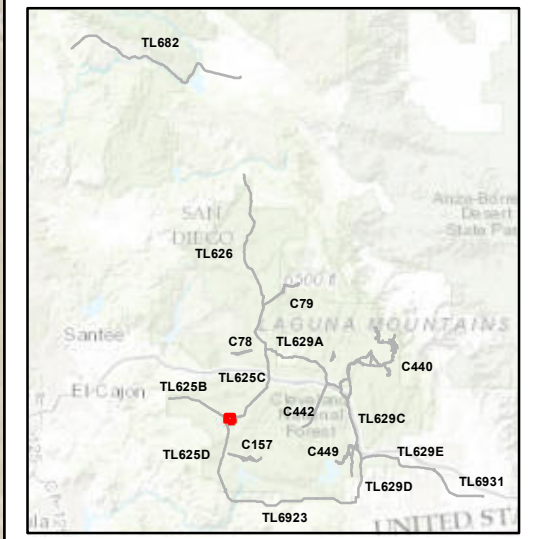 TL682
Anza-Borrego
Desert
State Pa
SAN
DIEGO
TL626
6500 ft
C79
LAGUNA MOUNTAINS
Santee
C78
TL629A
C440
TL625B
TL625C
El Cajon
Cleveland
National
Forest
C442
TL629C
TL625D
C157
C449
TL629E
TL629D
TL6931
TL6923
UNITED STA